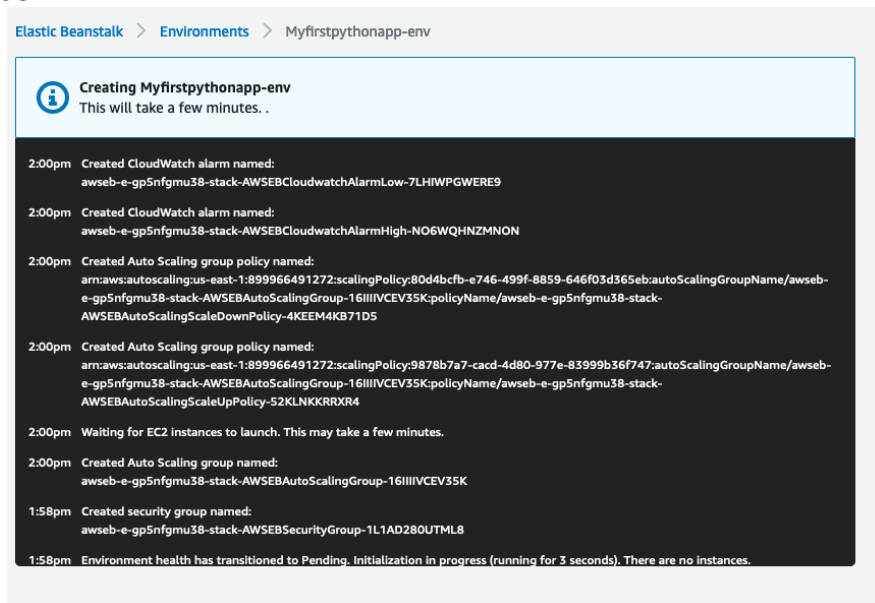 Elastic Beanstalk > Environments > Myfirstpythonapp-env
Creating Myfirstpythonapp-env
This will take a few minutes. .
2:00pm Created CloudWatch alarm named:
awseb-e-gp5nfgmu38-stack-AWSEBCloudwatchAlarmLow-7LHIWPGWERE9
2:00pm Created CloudWatch alarm named:
awseb-e-gp5nfgmu38-stack-AWSEBCloudwatchAlarmHigh-NO6WQHNZMNON
2:00pm Created Auto Scaling group policy named:
arn:aws:autoscaling:us-east-1:899966491272:scalingPolicy:80d4bcfb-e746-499f-8859-646f03d365eb:autoScalingGroupName/awseb-
e-gp5nfgmu38-stack-AWSEBAutoScalingGroup-16IIIIVCEV35K:policyName/awseb-e-gp5nfgmu38-stack-
AWSEBAutoScalingScaleDownPolicy-4KEEM4KB71D5
2:00pm Created Auto Scaling group policy named:
arn:aws:autoscaling:us-east-1:899966491272:scalingPolicy:9878b7a7-cacd-4d80-977e-83999b36f747:autoScalingGroupName/awseb-
e-gp5nfgmu38-stack-AWSEBAutoScalingGroup-16IIIIVCEV35K:policyName/awseb-e-gp5nfgmu38-stack-
AWSEBAutoScalingScaleUpPolicy-52KLNKKRRXR4
2:00pm Waiting for EC2 instances to launch. This may take a few minutes.
2:00pm Created Auto Scaling group named:
awseb-e-gp5nfgmu38-stack-AWSEBAutoScalingGroup-16IIIIVCEV35K
1:58pm Created security group named:
awseb-e-gp5nfgmu38-stack-AWSEBSecurityGroup-1L1AD280UTML8
1:58pm Environment health has transitioned to Pending. Initialization in progress (running for 3 seconds). There are no instances.